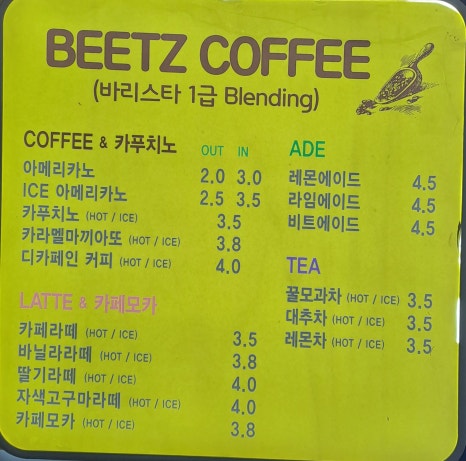 BEETZ COFFEE
(바리스타 1급 Blending)
COFFEE & 카푸치노 OUT IN
아메리카노 2.0 3.0
ICE 아메리카노 2.5 3.5
카푸치노 (HOT / ICE) 3.5
카라멜마끼아또 (HOT / ICE) 3.8
디카페인 커피 (HOT / ICE) 4.0
LATTE & 카페모카
카페라떼 (HOT / ICE) 3.5
바닐라라떼 (HOT / ICE) 3.8
딸기라떼 (HOT / ICE) 4.0
자색고구마라떼 (HOT / ICE) 4.0
카페모카 (HOT / ICE) 3.8
ADE
레몬에이드 4.5
라임에이드 4.5
비트에이드 4.5
TEA
꿀모과차 (HOT / ICE) 3.5
대추차 (HOT / ICE) 3.5
레몬차 (HOT / ICE) 3.5